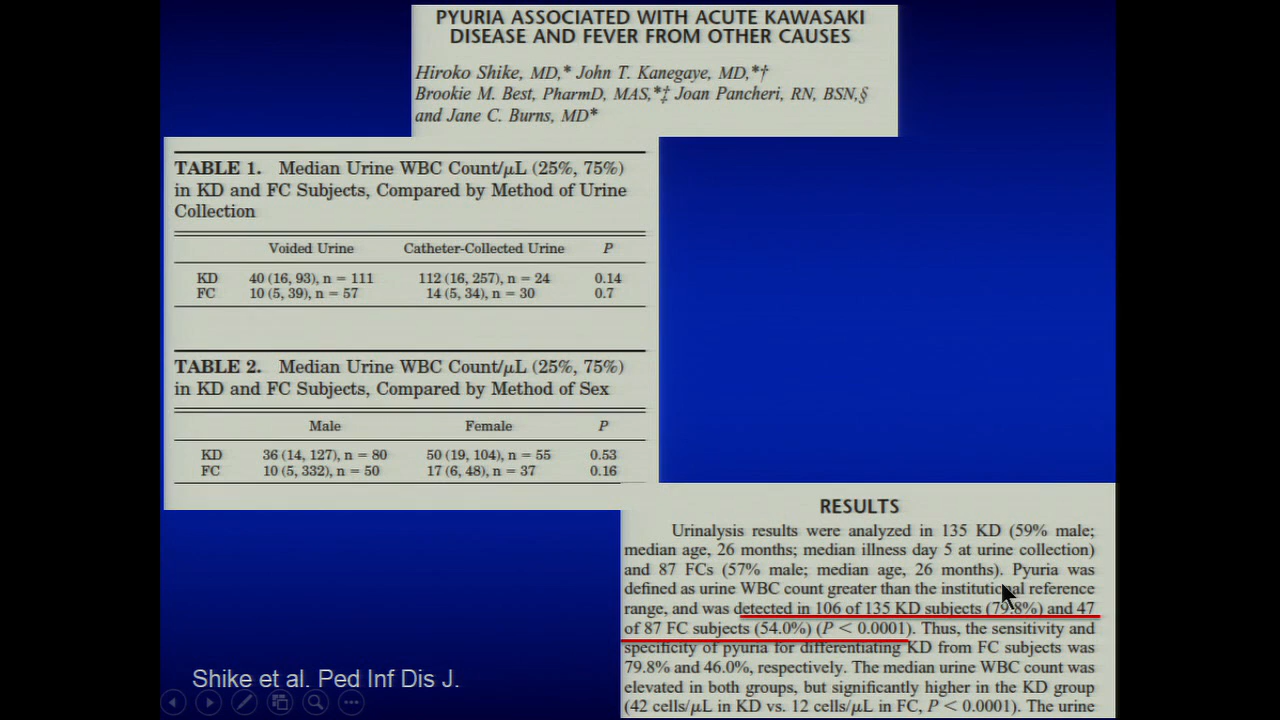 PYURIA ASSOCIATED WITH ACUTE KAWASAKI
DISEASE AND FEVER FROM OTHER CAUSES
Hiroko Shike, MD,* John T. Kanegaye, MD,*†
Brookie M. Best, PharmD, MAS,*‡ Joan Pancheri, RN, BSN,§
and Jane C. Burns, MD*
TABLE 1. Median Urine WBC Count/μL (25%, 75%)
in KD and FC Subjects, Compared by Method of Urine
Collection
Voided Urine Catheter-Collected Urine P
KD 40 (16, 93), n = 111 112 (16, 257), n = 24 0.14
FC 10 (5, 39), n = 57 14 (5, 34), n = 30 0.7
TABLE 2. Median Urine WBC Count/μL (25%, 75%)
in KD and FC Subjects, Compared by Method of Sex
Male Female P
KD 36 (14, 127), n = 80 50 (19, 104), n = 55 0.53
FC 10 (5, 332), n = 50 17 (6, 48), n = 37 0.16
RESULTS
Urinalysis results were analyzed in 135 KD (59% male;
median age, 26 months; median illness day 5 at urine collection)
and 87 FCs (57% male; median age, 26 months). Pyuria was
defined as urine WBC count greater than the institutional reference
range, and was detected in 106 of 135 KD subjects (79.8%) and 47
of 87 FC subjects (54.0%) (P < 0.0001). Thus, the sensitivity and
specificity of pyuria for differentiating KD from FC subjects was
79.8% and 46.0%, respectively. The median urine WBC count was
elevated in both groups, but significantly higher in the KD group
(42 cells/μL in KD vs. 12 cells/μL in FC, P < 0.0001). The urine
Shike et al. Ped Inf Dis J.